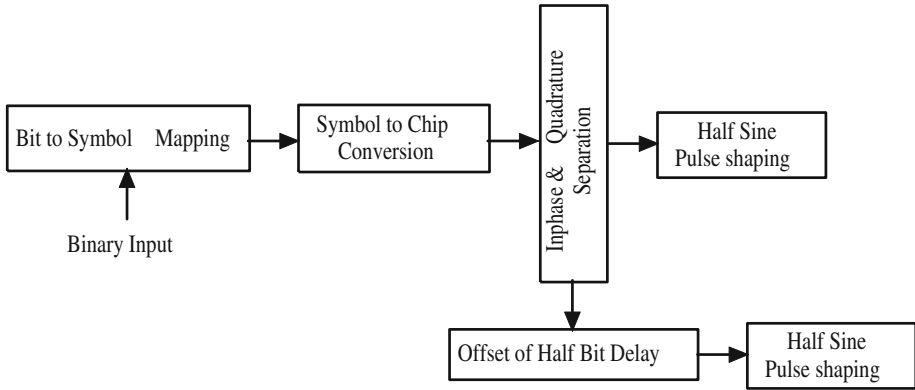 Bit to Symbol Mapping
Binary Input
Symbol to Chip
Conversion
Inphase & Quadrature
Separation
Half Sine
Pulse shaping
Offset of Half Bit Delay
Half Sine
Pulse shaping